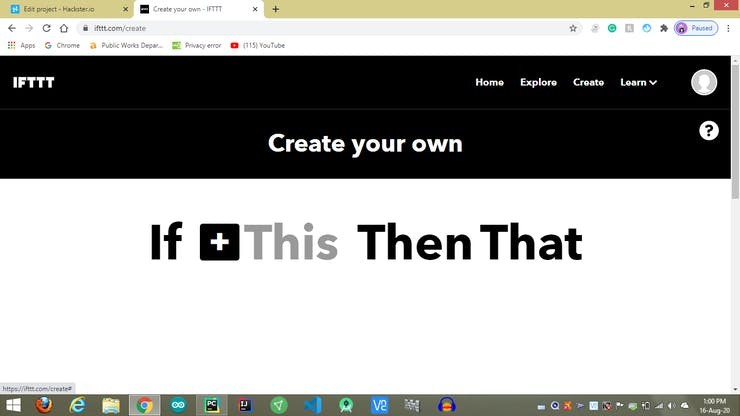 Edit project - Hackster.io
Create your own - IFTTT
ifttt.com/create
Paused
Apps
Chrome
Public Works Depar...
Privacy error
(115) YouTube
IFTTT
Home
Explore
Create
Learn
?
Create your own
If + This Then That
https://ifttt.com/create#
1:00 PM
16-Aug-20